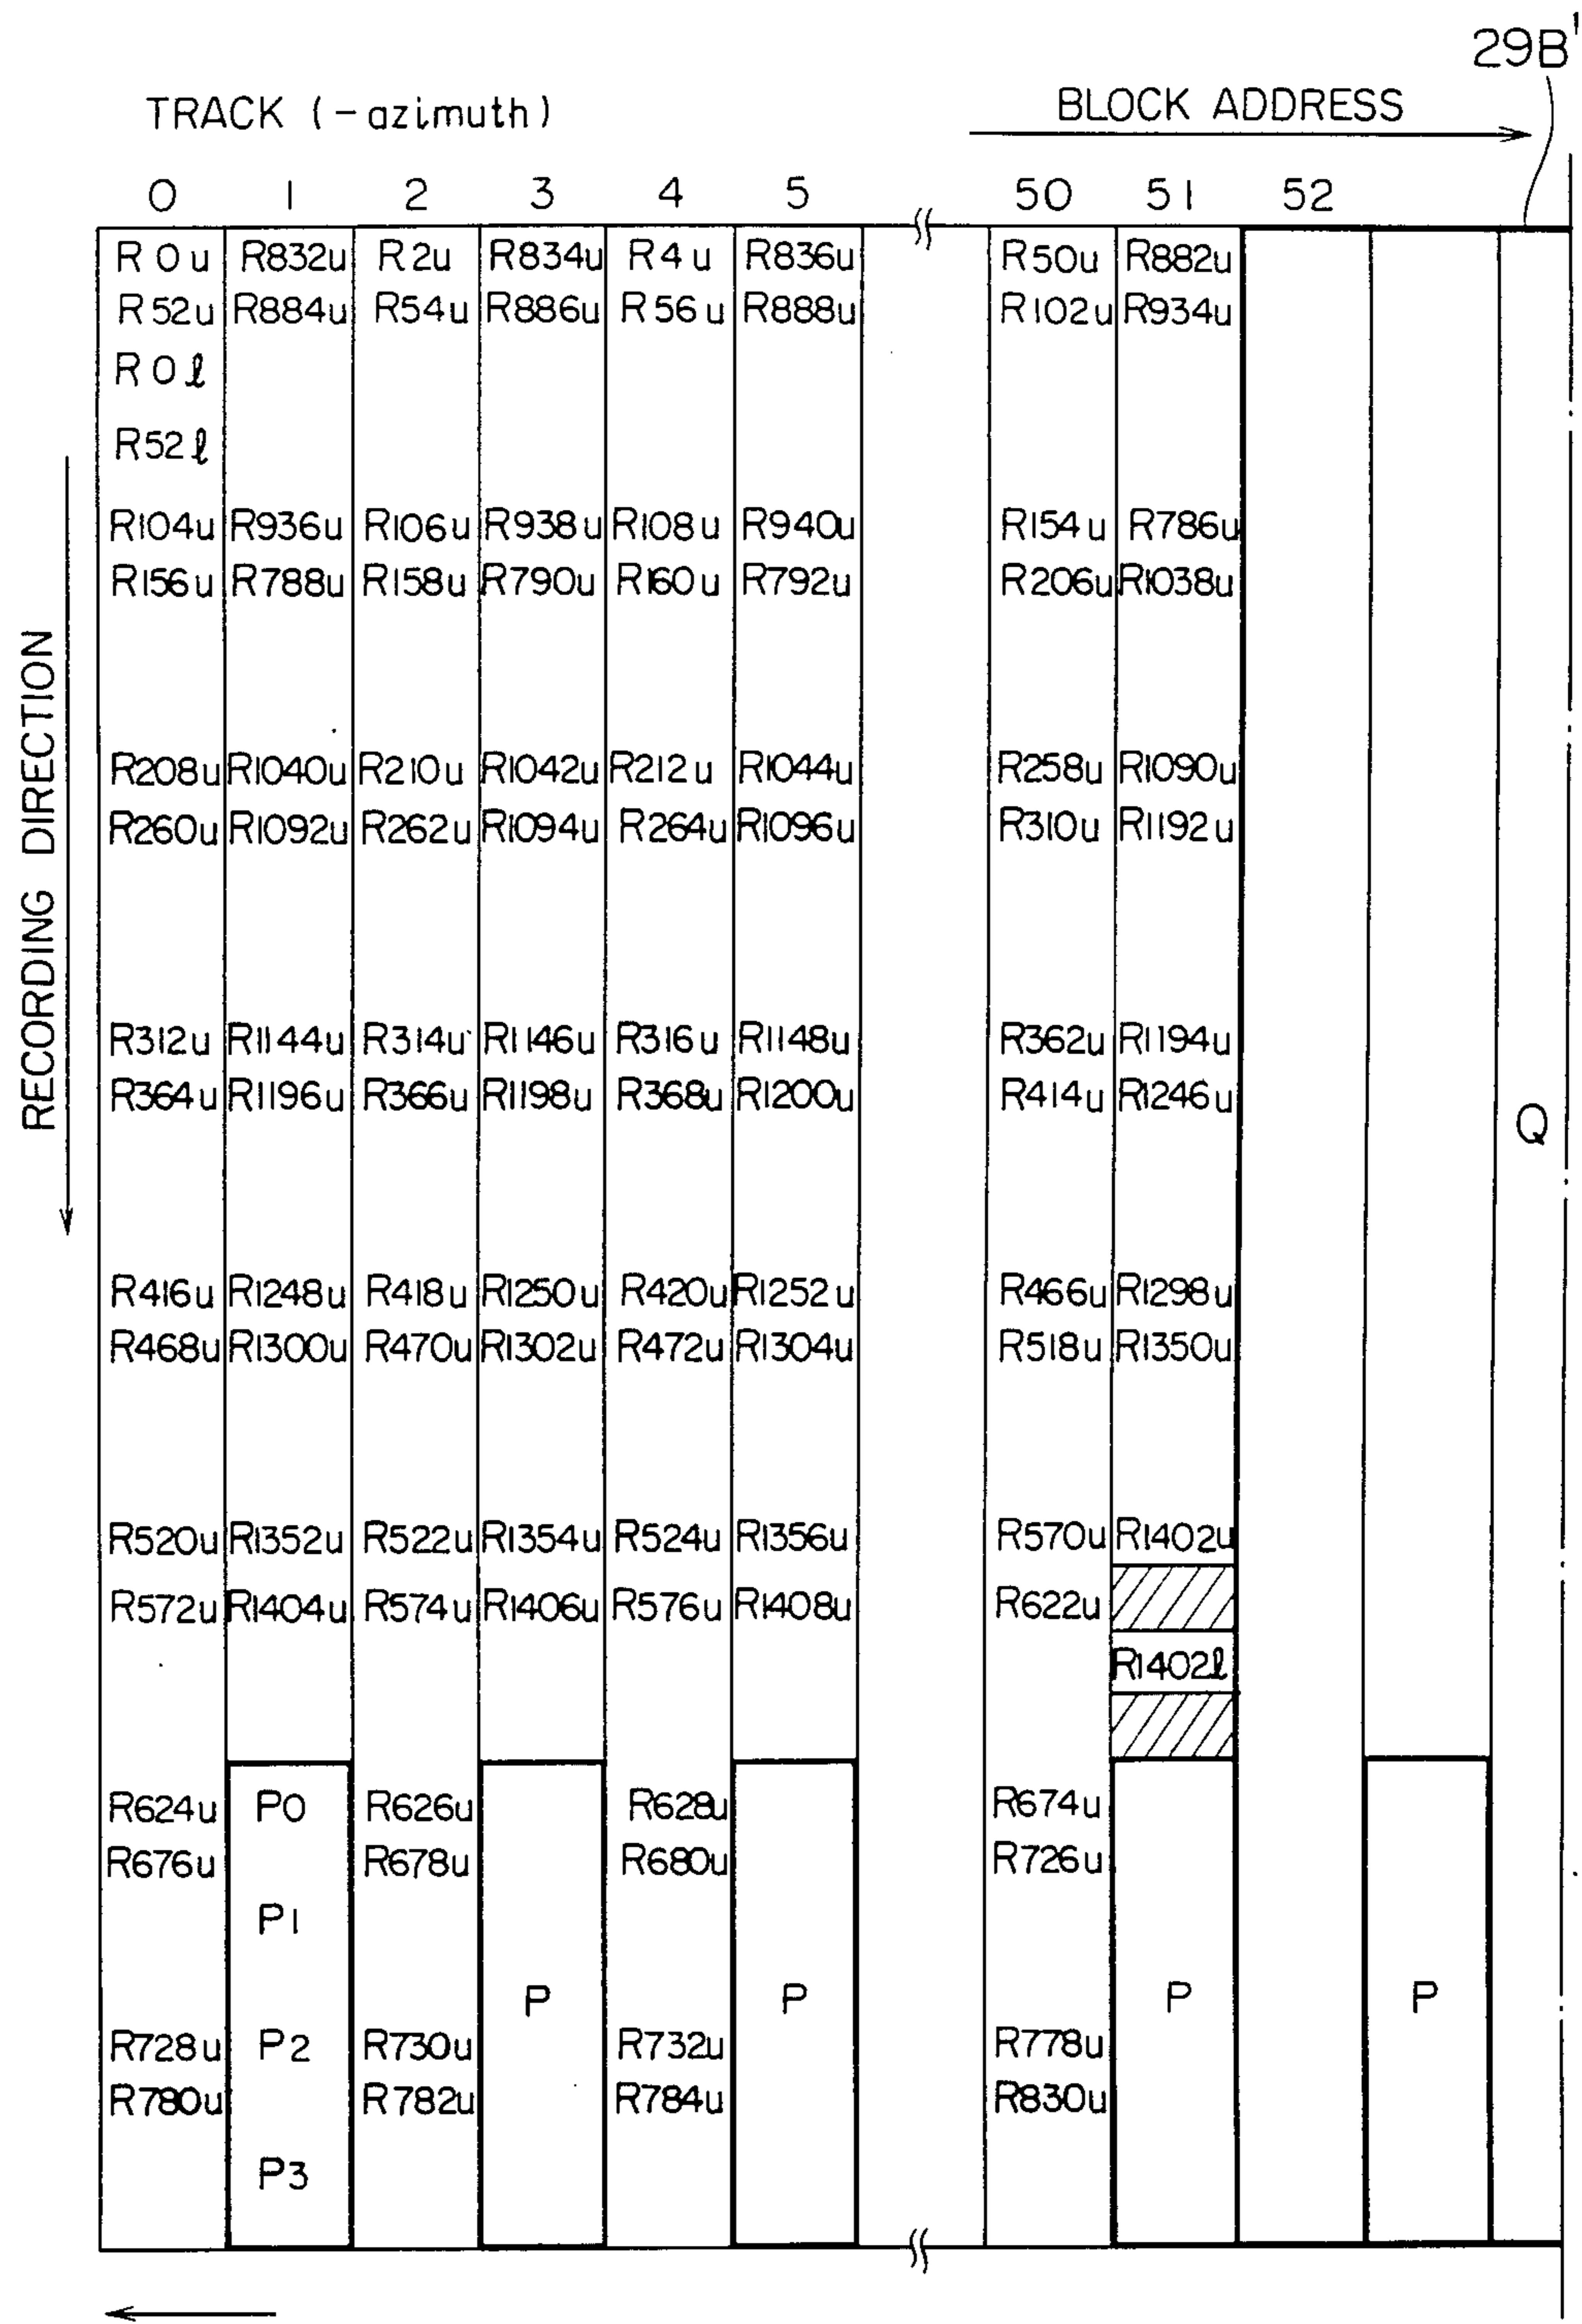 29B'
TRACK (-azimuth)
BLOCK ADDRESS
0 1 2 3 4 5 50 51 52
R0u R832u R2u R834u R4u R836u R50u R882u
R52u R884u R54u R886u R56u R888u R102u R934u
R0ℓ
R52ℓ
R104u R936u R106u R938u R108u R940u R154u R786u
R156u R788u R158u R790u R160u R792u R206u R1038u
R208u R1040u R210u R1042u R212u R1044u R258u R1090u
R260u R1092u R262u R1094u R264u R1096u R310u R1192u
R312u R1144u R314u R1146u R316u R1148u R362u R1194u
R364u R1196u R366u R1198u R368u R1200u R414u R1246u
Q
R416u R1248u R418u R1250u R420u R1252u R466u R1298u
R468u R1300u R470u R1302u R472u R1304u R518u R1350u
R520u R1352u R522u R1354u R524u R1356u R570u R1402u
R572u R1404u R574u R1406u R576u R1408u R622u
R1402ℓ
R624u P0 R626u R628u R674u
R676u R678u R680u R726u
P1
P P P P
R728u P2 R730u R732u R778u
R780u R782u R784u R830u
P3
RECORDING DIRECTION